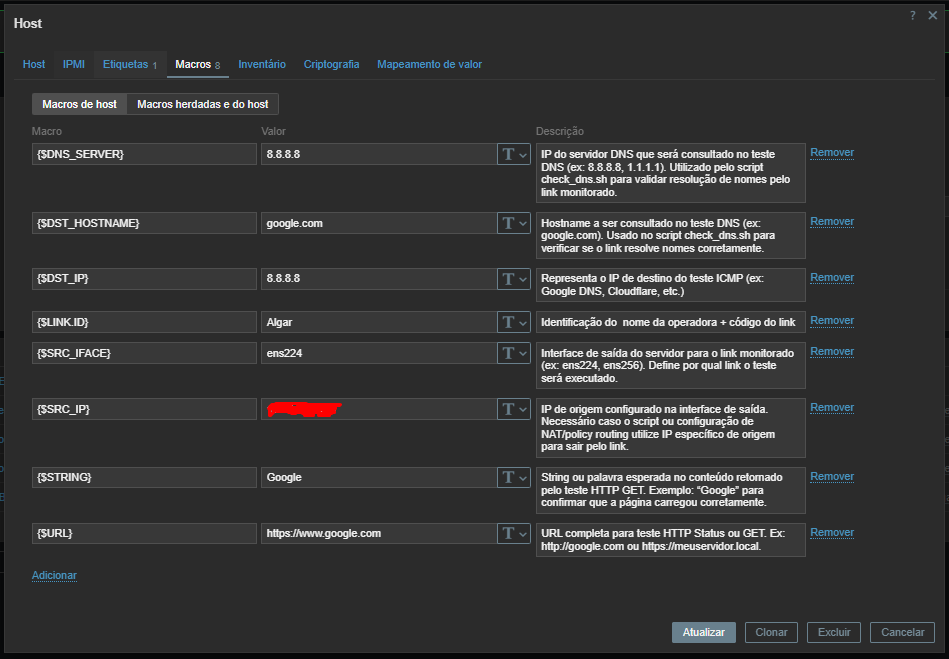 Host
?
Host IPMI Etiquetas 1 Macros 8 Inventário Criptografia Mapeamento de valor
Macros de host Macros herdadas e do host
Macro Valor Descrição
{$DNS_SERVER} 8.8.8.8 T
IP do servidor DNS que será consultado no teste
DNS (ex: 8.8.8.8, 1.1.1.1). Utilizado pelo script
check_dns.sh para validar resolução de nomes pelo
link monitorado.
Remover
{$DST_HOSTNAME} google.com T
Hostname a ser consultado no teste DNS (ex:
google.com). Usado no script check_dns.sh para
verificar se o link resolve nomes corretamente.
Remover
{$DST_IP} 8.8.8.8 T
Representa o IP de destino do teste ICMP (ex:
Google DNS, Cloudflare, etc.)
Remover
{$LINK.ID} Algar T
Identificação do  nome da operadora + código do link
Remover
{$SRC_IFACE} ens224 T
Interface de saída do servidor para o link monitorado
(ex: ens224, ens256). Define por qual link o teste
será executado.
Remover
{$SRC_IP} T
IP de origem configurado na interface de saída.
Necessário caso o script ou configuração de
NAT/policy routing utilize IP específico de origem
para sair pelo link.
Remover
{$STRING} Google T
String ou palavra esperada no conteúdo retornado
pelo teste HTTP GET. Exemplo: “Google” para
confirmar que a página carregou corretamente.
Remover
{$URL} https://www.google.com T
URL completa para teste HTTP Status ou GET. Ex:
http://google.com ou https://meuservidor.local.
Remover
Adicionar
Atualizar Clonar Excluir Cancelar